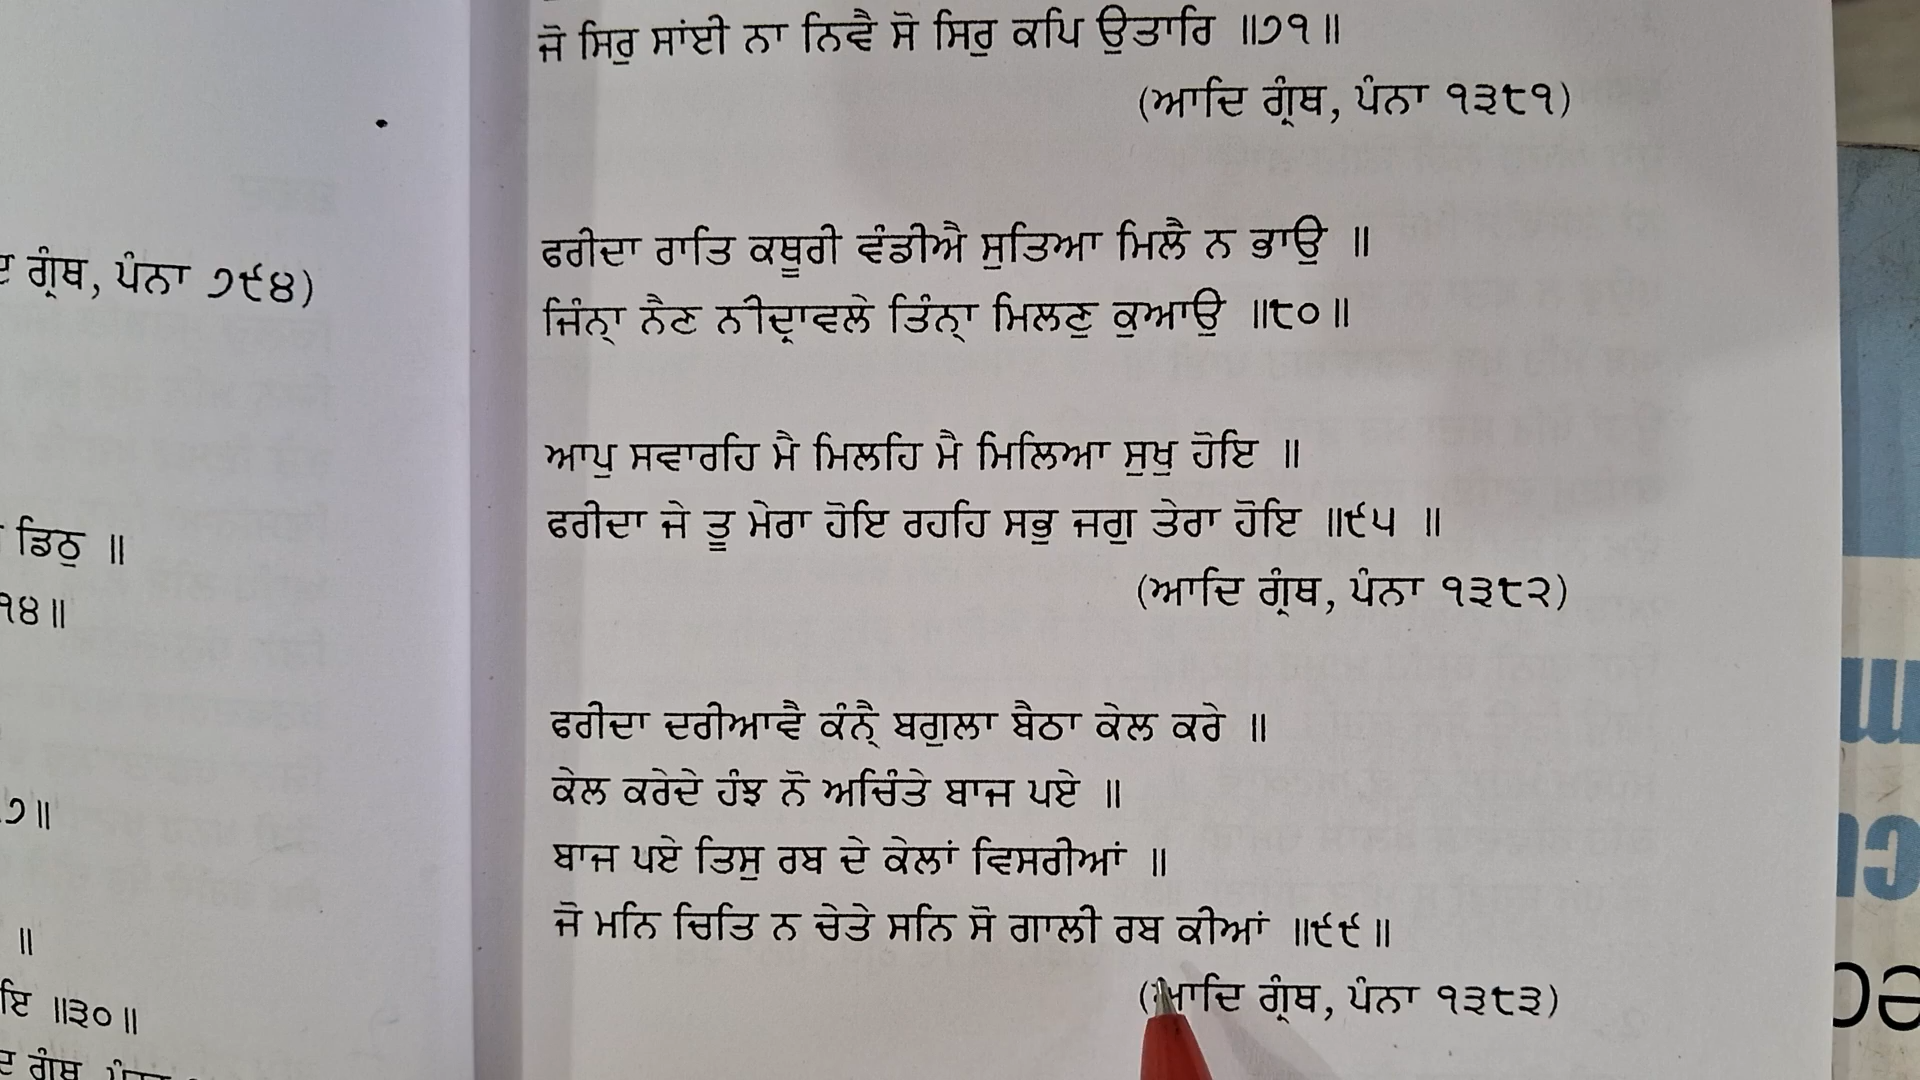 ਗ੍ਰੰਥ, ਪੰਨਾ ੭੯੪)
ਡਿਠੁ ॥
੧੪॥
੭॥
॥
ਇ ॥੩੦॥
ਗ੍ਰੰਥ, ਪੰਨਾ
ਜੋ ਸਿਰੁ ਸਾਂਈ ਨਾ ਨਿਵੈ ਸੋ ਸਿਰੁ ਕਪਿ ਉਤਾਰਿ ॥੭੧॥
(ਆਦਿ ਗ੍ਰੰਥ, ਪੰਨਾ ੧੩੮੧)
ਫਰੀਦਾ ਰਾਤਿ ਕਥੂਰੀ ਵੰਡੀਐ ਸੁਤਿਆ ਮਿਲੈ ਨ ਭਾਉ ॥
ਜਿੰਨ੍ਹਾ ਨੈਣ ਨੀਦ੍ਰਾਵਲੇ ਤਿੰਨ੍ਹਾ ਮਿਲਣੁ ਕੁਆਉ ॥੮੦॥
ਆਪੁ ਸਵਾਰਹਿ ਮੈ ਮਿਲਹਿ ਮੈ ਮਿਲਿਆ ਸੁਖੁ ਹੋਇ ॥
ਫਰੀਦਾ ਜੇ ਤੂ ਮੇਰਾ ਹੋਇ ਰਹਹਿ ਸਭੁ ਜਗੁ ਤੇਰਾ ਹੋਇ ॥੯੫ ॥
(ਆਦਿ ਗ੍ਰੰਥ, ਪੰਨਾ ੧੩੮੨)
ਫਰੀਦਾ ਦਰੀਆਵੈ ਕੰਨ੍ਹੈ ਬਗੁਲਾ ਬੈਠਾ ਕੇਲ ਕਰੇ ॥
ਕੇਲ ਕਰੇਦੇ ਹੰਝ ਨੋ ਅਚਿੰਤੇ ਬਾਜ ਪਏ ॥
ਬਾਜ ਪਏ ਤਿਸੁ ਰਬ ਦੇ ਕੇਲਾਂ ਵਿਸਰੀਆਂ ॥
ਜੋ ਮਨਿ ਚਿਤਿ ਨ ਚੇਤੇ ਸਨਿ ਸੋ ਗਾਲੀ ਰਬ ਕੀਆਂ ॥੯੯॥
(ਆਦਿ ਗ੍ਰੰਥ, ਪੰਨਾ ੧੩੮੩)